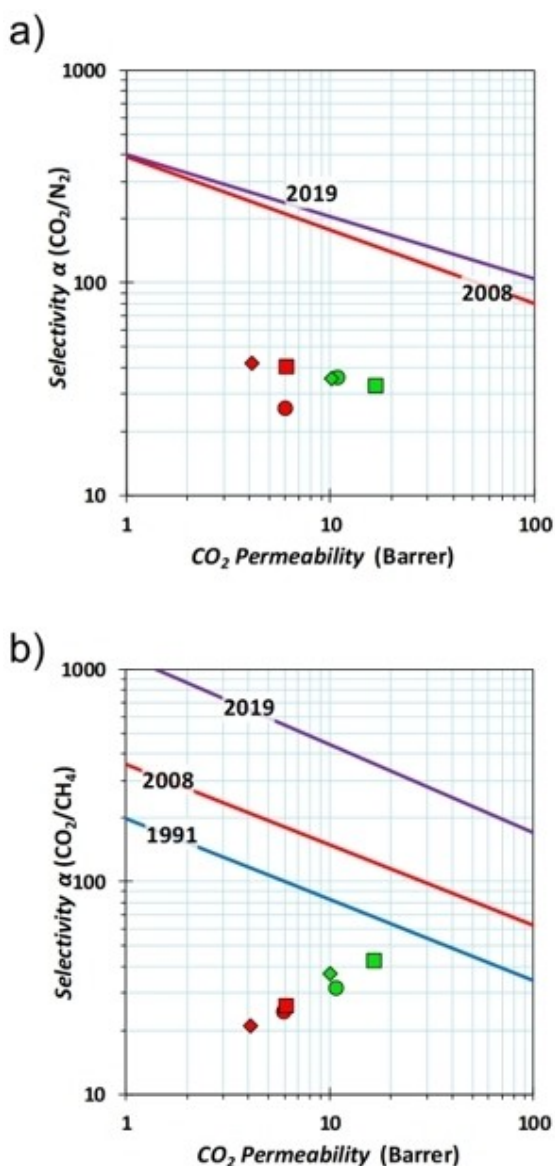 a)
1000
Selectivity α (CO₂/N₂)
2019
100
2008
10
1
10
100
CO₂ Permeability (Barrer)
b)
1000
2019
Selectivity α (CO₂/CH₄)
2008
1991
100
10
1
10
100
CO₂ Permeability (Barrer)